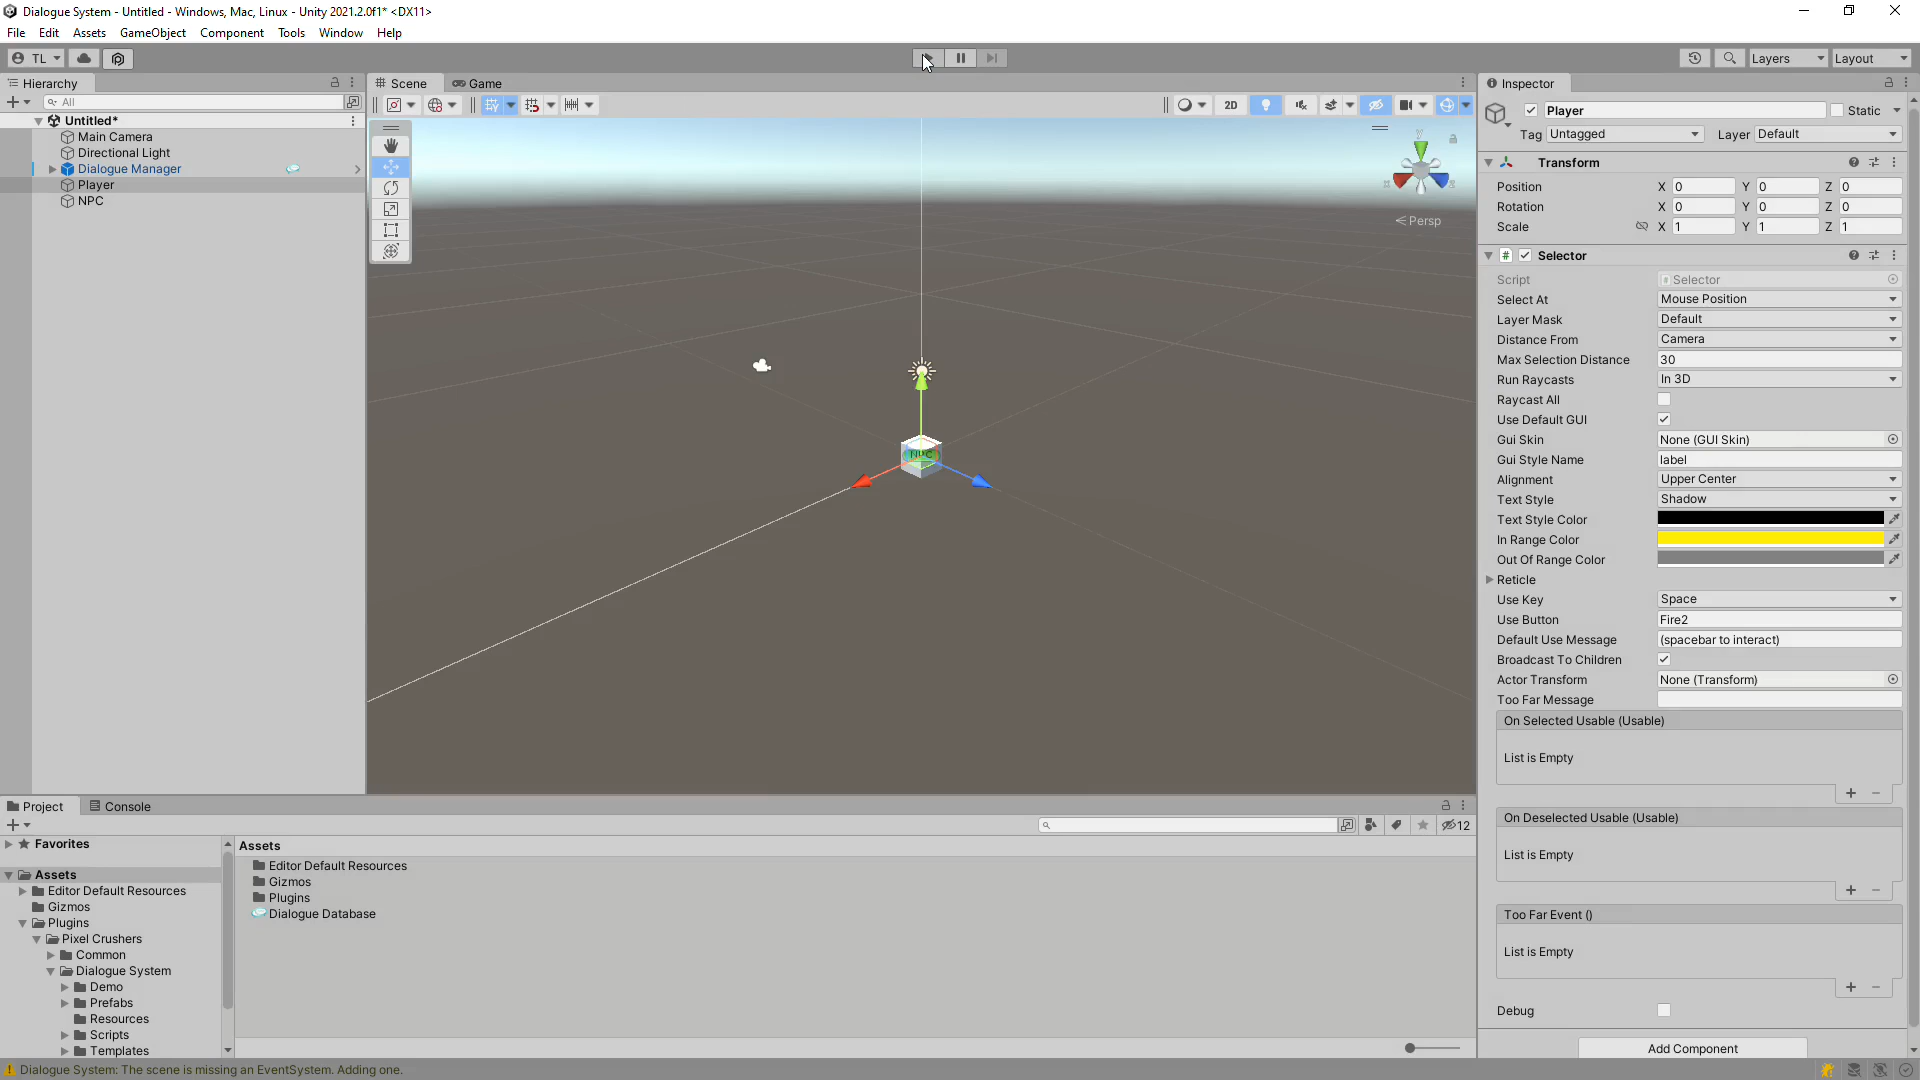 Dialogue System - Untitled - Windows, Mac, Linux - Unity 2021.2.0f1* <DX11>
File Edit Assets GameObject Component Tools Window Help
TL Layers Layout
Hierarchy
All
Untitled*
Main Camera
Directional Light
Dialogue Manager
Player
NPC
Scene Game
2D
Y
Persp
NPC
Inspector
Player Static
Tag Untagged Layer Default
Transform
Position X 0 Y 0 Z 0
Rotation X 0 Y 0 Z 0
Scale X 1 Y 1 Z 1
# Selector
Script Selector
Select At Mouse Position
Layer Mask Default
Distance From Camera
Max Selection Distance 30
Run Raycasts In 3D
Raycast All
Use Default GUI
Gui Skin None (GUI Skin)
Gui Style Name label
Alignment Upper Center
Text Style Shadow
Text Style Color
In Range Color
Out Of Range Color
Reticle
Use Key Space
Use Button Fire2
Default Use Message (spacebar to interact)
Broadcast To Children
Actor Transform None (Transform)
Too Far Message
On Selected Usable (Usable)
List is Empty
On Deselected Usable (Usable)
List is Empty
Too Far Event ()
List is Empty
Debug
Add Component
Project Console
12
Favorites
Assets
Editor Default Resources
Gizmos
Plugins
Pixel Crushers
Common
Dialogue System
Demo
Prefabs
Resources
Scripts
Templates
Assets
Editor Default Resources
Gizmos
Plugins
Dialogue Database
Dialogue System: The scene is missing an EventSystem. Adding one.